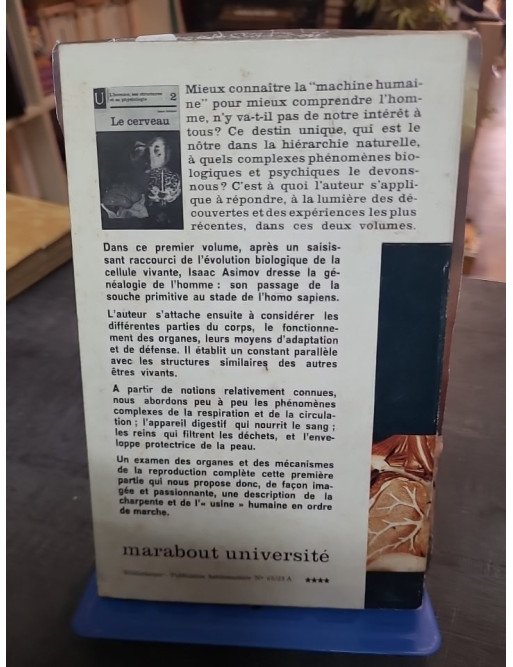 U
L'homme, ses structures
et sa physiologie
2
Le cerveau
Mieux connaître la "machine humai-
ne" pour mieux comprendre l'hom-
me, n'y va-t-il pas de notre intérêt à
tous? Ce destin unique, qui est le
nôtre dans la hiérarchie naturelle,
à quels complexes phénomènes bio-
logiques et psychiques le devons-
nous? C'est à quoi l'auteur s'appli-
que à répondre, à la lumière des dé-
couvertes et des expériences les plus
récentes, dans ces deux volumes.
Dans ce premier volume, après un saisis-
sant raccourci de l'évolution biologique de la
cellule vivante, Isaac Asimov dresse la gé-
néalogie de l'homme : son passage de la
souche primitive au stade de l'homo sapiens.
L'auteur s'attache ensuite à considérer les
différentes parties du corps, le fonctionne-
ment des organes, leurs moyens d'adaptation
et de défense. Il établit un constant parallèle
avec les structures similaires des autres
êtres vivants.
A partir de notions relativement connues,
nous abordons peu à peu les phénomènes
complexes de la respiration et de la circula-
tion ; l'appareil digestif qui nourrit le sang ;
les reins qui filtrent les déchets, et l'enve-
loppe protectrice de la peau.
Un examen des organes et des mécanismes
de la reproduction complète cette première
partie qui nous propose donc, de façon ima-
gée et passionnante, une description de la
charpente et de l'« usine » humaine en ordre
de marche.
marabout université
Publication
★★★★